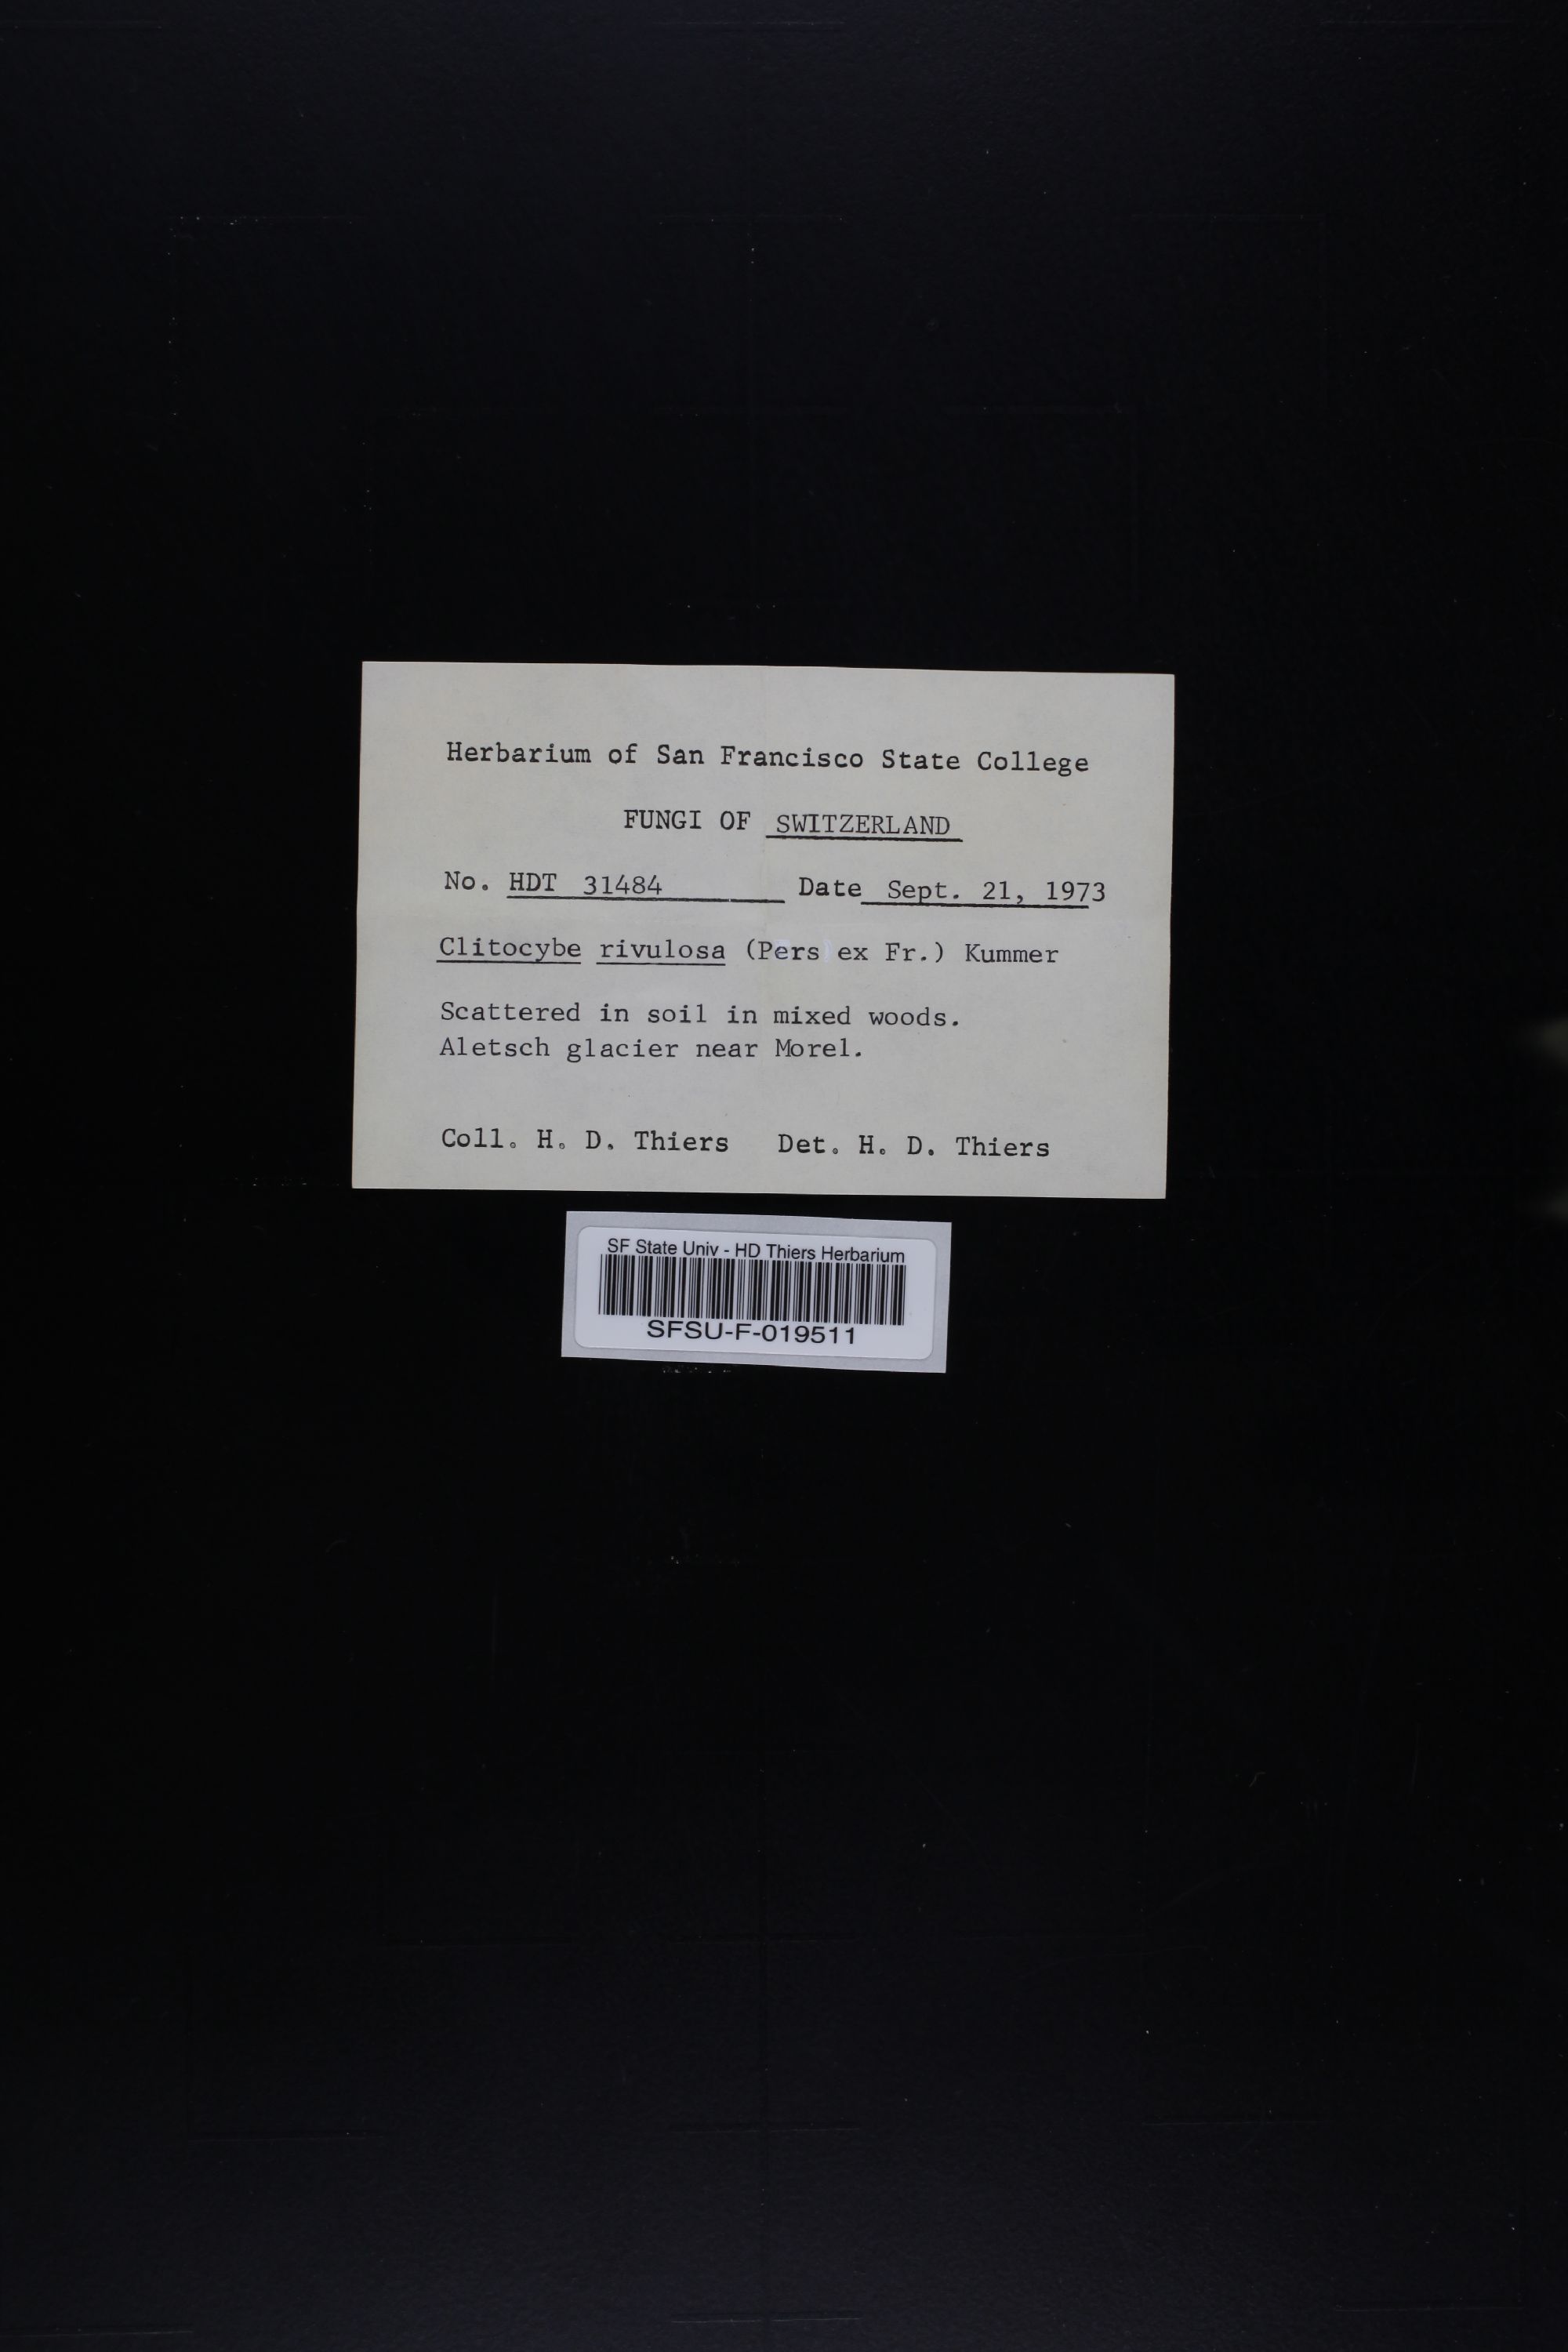 Herbarium of San Francisco State College
FUNGI OF SWITZERLAND
No. HDT 31484 Date Sept. 21, 1973
Clitocybe rivulosa (Pers ex Fr.) Kummer
Scattered in soil in mixed woods.
Aletsch glacier near Morel.
Coll. H. D. Thiers Det. H. D. Thiers
SF State Univ - HD Thiers Herbarium
SFSU-F-019511